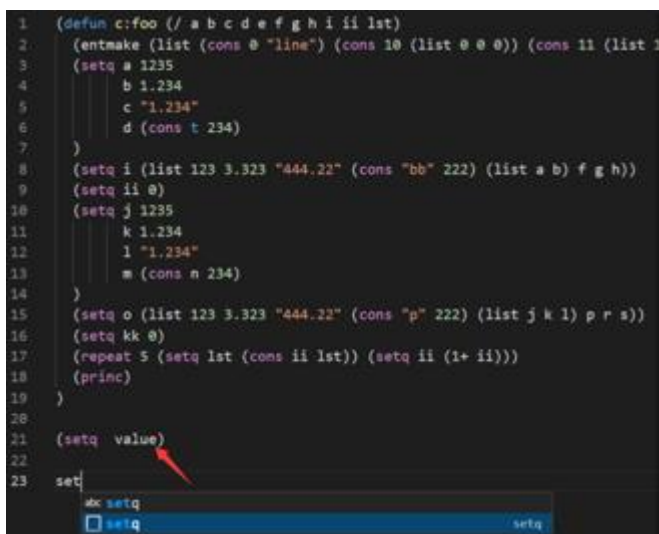 1 (defun c:foo (/ a b c d e f g h i ii lst)
2 (entmake (list (cons 0 "line") (cons 10 (list 0 0 0)) (cons 11 (list 1
3 (setq a 1235
4 b 1.234
5 c "1.234"
6 d (cons t 234)
7 )
8 (setq i (list 123 3.323 "444.22" (cons "bb" 222) (list a b) f g h))
9 (setq ii 0)
10 (setq j 1235
11 k 1.234
12 l "1.234"
13 m (cons n 234)
14 )
15 (setq o (list 123 3.323 "444.22" (cons "p" 222) (list j k l) p r s))
16 (setq kk 0)
17 (repeat 5 (setq lst (cons ii lst)) (setq ii (1+ ii)))
18 (princ)
19 )
20
21 (setq  value)
22
23 set
abc setq
setq setq